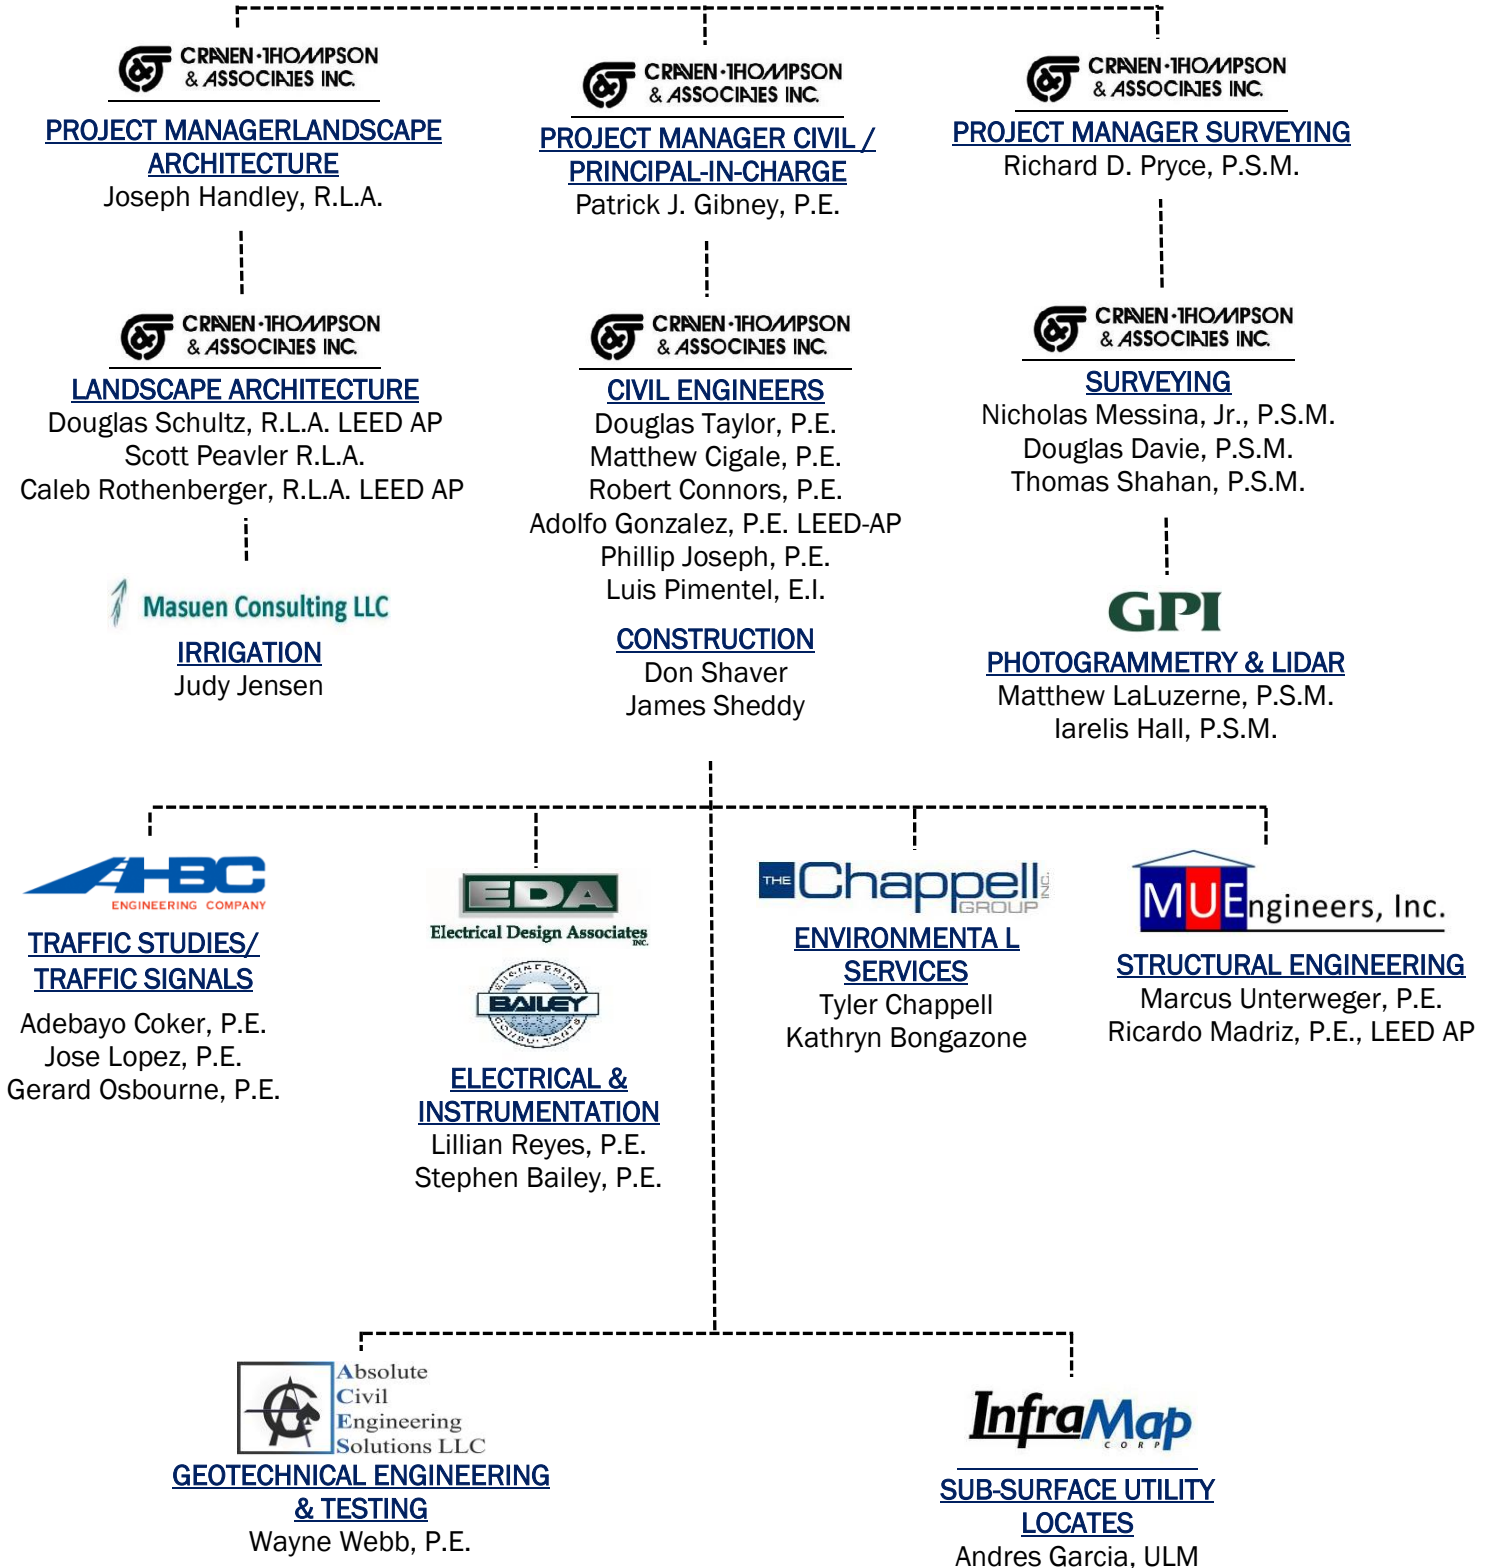 CRAVEN·THOMPSON
& ASSOCIATES INC.
PROJECT MANAGERLANDSCAPE
ARCHITECTURE
Joseph Handley, R.L.A.
CRAVEN·THOMPSON
& ASSOCIATES INC.
PROJECT MANAGER CIVIL /
PRINCIPAL-IN-CHARGE
Patrick J. Gibney, P.E.
CRAVEN·THOMPSON
& ASSOCIATES INC.
PROJECT MANAGER SURVEYING
Richard D. Pryce, P.S.M.
CRAVEN·THOMPSON
& ASSOCIATES INC.
LANDSCAPE ARCHITECTURE
Douglas Schultz, R.L.A. LEED AP
Scott Peavler R.L.A.
Caleb Rothenberger, R.L.A. LEED AP
Masuen Consulting LLC
IRRIGATION
Judy Jensen
CRAVEN·THOMPSON
& ASSOCIATES INC.
CIVIL ENGINEERS
Douglas Taylor, P.E.
Matthew Cigale, P.E.
Robert Connors, P.E.
Adolfo Gonzalez, P.E. LEED-AP
Phillip Joseph, P.E.
Luis Pimentel, E.I.
CONSTRUCTION
Don Shaver
James Sheddy
CRAVEN·THOMPSON
& ASSOCIATES INC.
SURVEYING
Nicholas Messina, Jr., P.S.M.
Douglas Davie, P.S.M.
Thomas Shahan, P.S.M.
GPI
PHOTOGRAMMETRY & LIDAR
Matthew LaLuzerne, P.S.M.
Iarelis Hall, P.S.M.
AHBC
ENGINEERING COMPANY
TRAFFIC STUDIES/
TRAFFIC SIGNALS
Adebayo Coker, P.E.
Jose Lopez, P.E.
Gerard Osbourne, P.E.
EDA
Electrical Design Associates
INC.
ENGINEERING
BAILEY
CONSULTANTS
ELECTRICAL &
INSTRUMENTATION
Lillian Reyes, P.E.
Stephen Bailey, P.E.
THE Chappell INC.
GROUP
ENVIRONMENTA L
SERVICES
Tyler Chappell
Kathryn Bongazone
MUEngineers, Inc.
STRUCTURAL ENGINEERING
Marcus Unterweger, P.E.
Ricardo Madriz, P.E., LEED AP
Absolute
Civil
Engineering
Solutions LLC
GEOTECHNICAL ENGINEERING
& TESTING
Wayne Webb, P.E.
InfraMap
CORP
SUB-SURFACE UTILITY
LOCATES
Andres Garcia, ULM